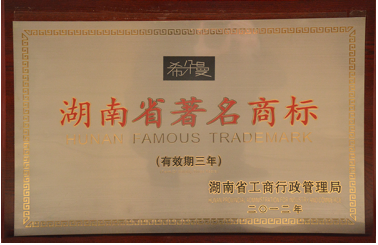 希尔曼
湖南省著名商标
HUNAN FAMOUS TRADEMARK
(有效期三年)
湖南省工商行政管理局
二〇一二年